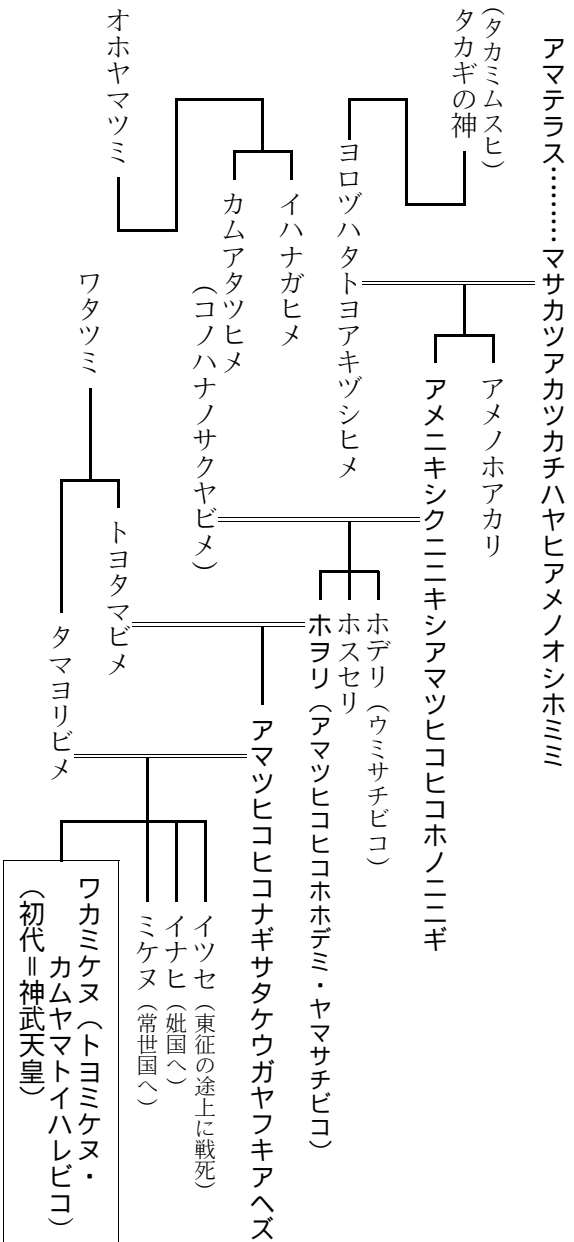 アマテラス………マサカツアカツカチハヤヒアメノオシホミミ
（タカミムスヒ）
タカギの神
ヨロヅハタトヨアキヅシヒメ
アメノホアカリ
アメニキシクニニキシアマツヒコヒコホノニニギ
オホヤマツミ
イハナガヒメ
カムアタツヒメ
（コノハナノサクヤビメ）
ホデリ（ウミサチビコ）
ホスセリ
ホヲリ（アマツヒコヒコホホデミ・ヤマサチビコ）
ワタツミ
トヨタマビメ
タマヨリビメ
アマツヒコヒコナギサタケウガヤフキアヘズ
イツセ（東征の途上に戦死）
イナヒ（妣国へ）
ミケヌ（常世国へ）
ワカミケヌ（トヨミケヌ・
カムヤマトイハレビコ）
（初代＝神武天皇）